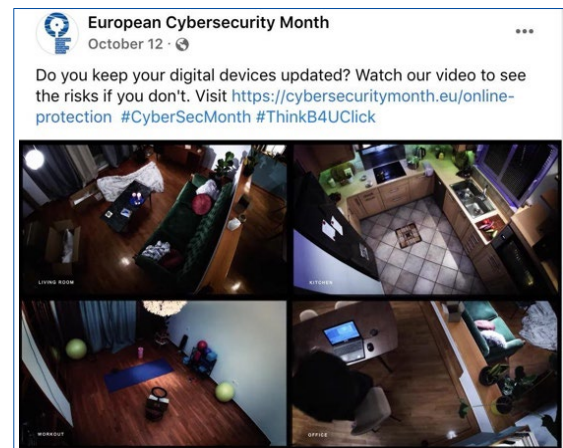 European Cybersecurity Month
October 12 ·
Do you keep your digital devices updated? Watch our video to see
the risks if you don't. Visit https://cybersecuritymonth.eu/online-
protection #CyberSecMonth #ThinkB4UClick
LIVING ROOM
KITCHEN
WORKOUT
OFFICE